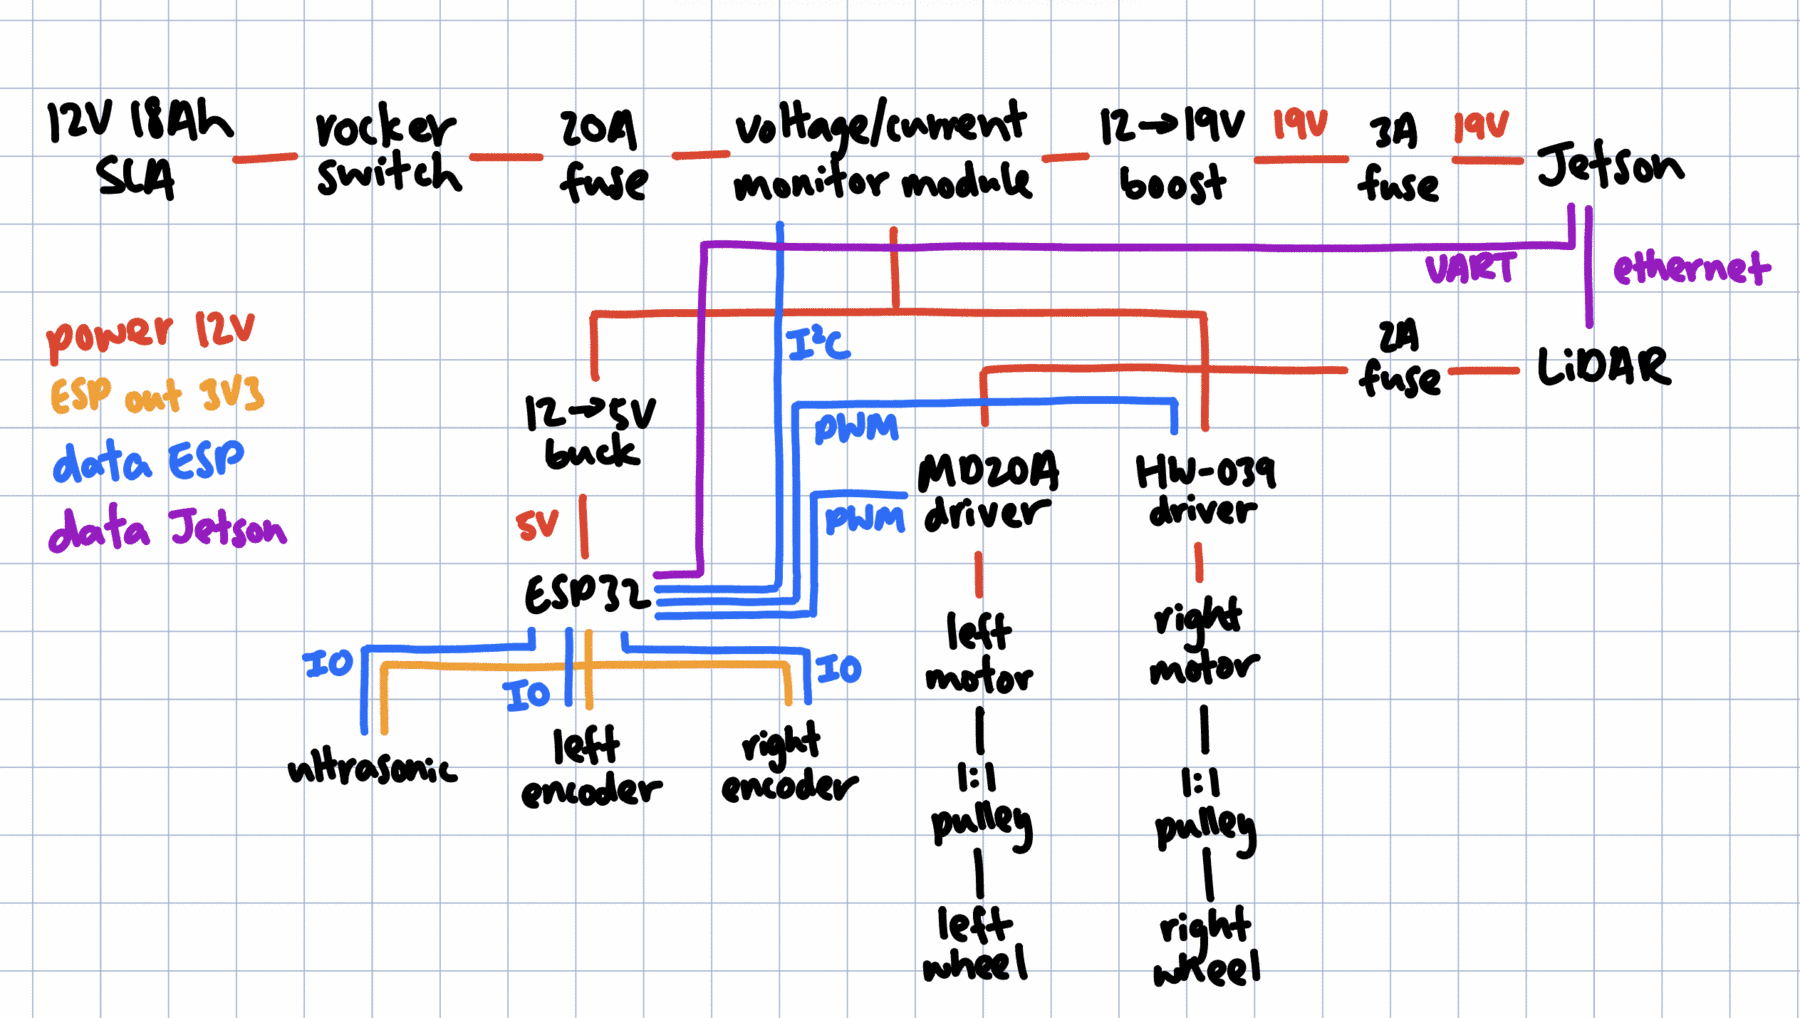 12V 18Ah
SLA
rocker
switch
20A
fuse
voltage/current
monitor module
12→19V
boost
19V
3A
fuse
19V
Jetson
UART
ethernet
power 12V
ESP out 3V3
data ESP
data Jetson
I²C
2A
fuse
LiDAR
12→5V
buck
PWM
PWM
MD20A
driver
HW-039
driver
5V
ESP32
left
motor
right
motor
IO
IO
IO
ultrasonic
left
encoder
right
encoder
1:1
pulley
1:1
pulley
left
wheel
right
wheel